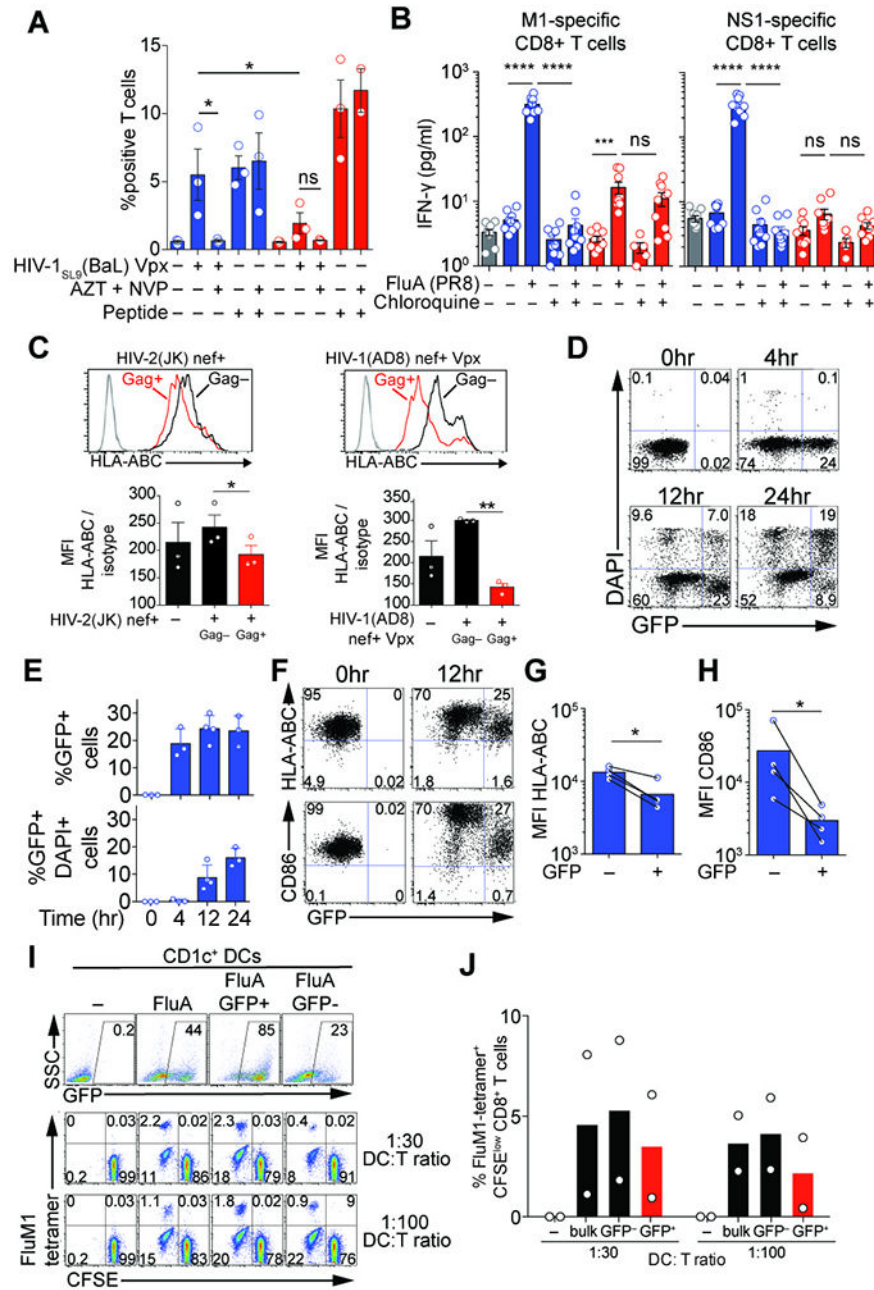 A
%positive T cells
15
10
5
0
* 
*
ns
HIV-1SL9(BaL) Vpx – + + – – – + + – –
AZT + NVP – – + – + – – + – +
Peptide – – – + + – – – + +
B
M1-specific
CD8+ T cells
NS1-specific
CD8+ T cells
IFN-γ (pg/ml)
10³
10²
10¹
10⁰
**** ****
*** ns
**** ****
ns ns
FluA (PR8)
Chloroquine
C
HIV-2(JK) nef+
Gag+ Gag–
HLA-ABC
HIV-1(AD8) nef+ Vpx
Gag+ Gag–
HLA-ABC
MFI
HLA-ABC /
isotype
300
250
200
150
100
*
HIV-2(JK) nef+ – + +
Gag– Gag+
MFI
HLA-ABC /
isotype
350
300
250
200
150
100
**
HIV-1(AD8) – + +
nef+ Vpx Gag– Gag+
D
0hr 4hr
0.1 0.04 1 0.1
99 0.02 74 24
12hr 24hr
9.6 7.0 18 19
60 23 52 8.9
DAPI
GFP
E
%GFP+
cells
30
20
10
0
%GFP+
DAPI+
cells
30
20
10
0
Time (hr) 0 4 12 24
F
0hr 12hr
HLA-ABC
95 0 70 25
4.9 0.02 1.8 1.6
CD86
99 0.02 70 27
0.1 0 1.4 0.7
GFP
G
MFI HLA-ABC
10⁵
10⁴
10³
*
GFP – +
H
MFI CD86
10⁵
10⁴
10³
*
GFP – +
I
CD1c⁺ DCs
– FluA FluA GFP+ FluA GFP-
SSC
0.2 44 85 23
GFP
0 0.03 2.2 0.02 2.3 0.02 0.4 0.02
0.2 99 11 86 18 79 8 91
1:30
DC:T ratio
0 0.03 1.1 0.03 1.8 0.02 0.9 9
0.2 99 15 83 20 78 22 76
1:100
DC:T ratio
FluM1
tetramer
CFSE
J
% FluM1-tetramer⁺
CFSElow CD8⁺ T cells
10
5
0
– bulk GFP⁻ GFP⁺ – bulk GFP⁻ GFP⁺
1:30 DC: T ratio 1:100